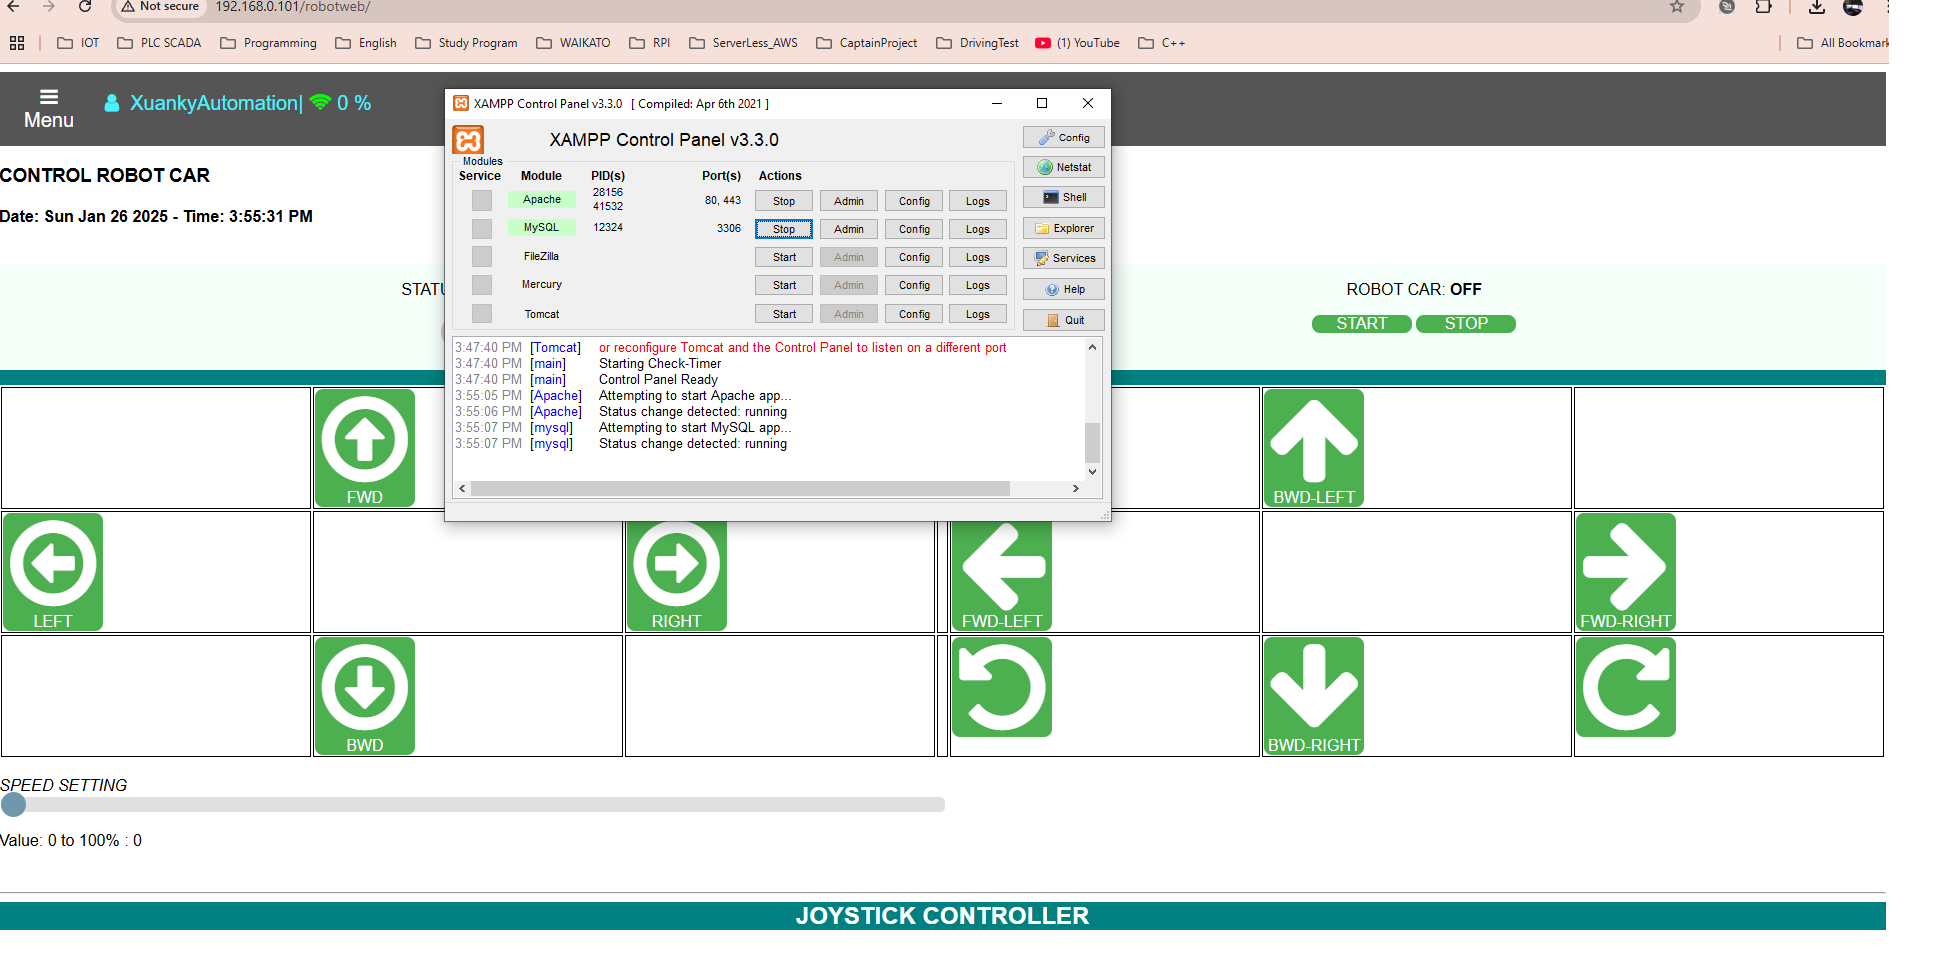 Not secure 192.168.0.101/robotweb/
IOT PLC SCADA Programming English Study Program WAIKATO RPI ServerLess_AWS CaptainProject DrivingTest (1) YouTube C++ All Bookmark
Menu XuankyAutomation| 0 %
CONTROL ROBOT CAR
Date: Sun Jan 26 2025 - Time: 3:55:31 PM
STATU
ROBOT CAR: OFF
START STOP
XAMPP Control Panel v3.3.0 [ Compiled: Apr 6th 2021 ]
XAMPP Control Panel v3.3.0
Modules
Service Module PID(s) Port(s) Actions
Apache 28156 41532 80, 443 Stop Admin Config Logs
MySQL 12324 3306 Stop Admin Config Logs
FileZilla Start Admin Config Logs
Mercury Start Admin Config Logs
Tomcat Start Admin Config Logs
Config
Netstat
Shell
Explorer
Services
Help
Quit
3:47:40 PM [Tomcat] or reconfigure Tomcat and the Control Panel to listen on a different port
3:47:40 PM [main] Starting Check-Timer
3:47:40 PM [main] Control Panel Ready
3:55:05 PM [Apache] Attempting to start Apache app...
3:55:06 PM [Apache] Status change detected: running
3:55:07 PM [mysql] Attempting to start MySQL app...
3:55:07 PM [mysql] Status change detected: running
FWD BWD-LEFT
LEFT RIGHT FWD-LEFT FWD-RIGHT
BWD BWD-RIGHT
SPEED SETTING
Value: 0 to 100% : 0
JOYSTICK CONTROLLER